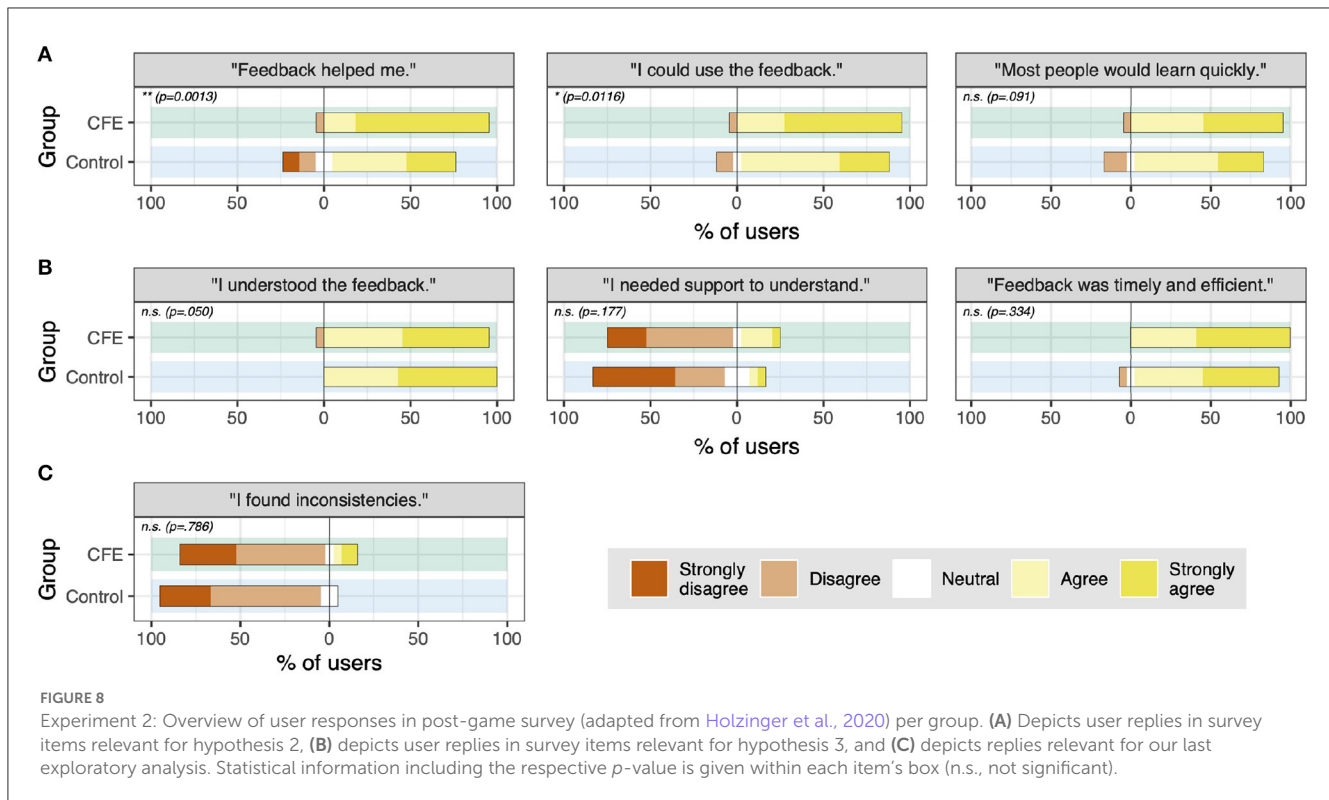 A
"Feedback helped me."
"I could use the feedback."
"Most people would learn quickly."
** (p=0.0013)
* (p=0.0116)
n.s. (p=.091)
Group
CFE
Control
100 50 0 50 100
100 50 0 50 100
100 50 0 50 100
% of users
B
"I understood the feedback."
"I needed support to understand."
"Feedback was timely and efficient."
n.s. (p=.050)
n.s. (p=.177)
n.s. (p=.334)
Group
CFE
Control
100 50 0 50 100
100 50 0 50 100
100 50 0 50 100
% of users
C
"I found inconsistencies."
n.s. (p=.786)
Group
CFE
Control
100 50 0 50 100
% of users
Strongly
disagree
Disagree
Neutral
Agree
Strongly
agree
FIGURE 8
Experiment 2: Overview of user responses in post-game survey (adapted from Holzinger et al., 2020) per group. (A) Depicts user replies in survey
items relevant for hypothesis 2, (B) depicts user replies in survey items relevant for hypothesis 3, and (C) depicts replies relevant for our last
exploratory analysis. Statistical information including the respective p-value is given within each item's box (n.s., not significant).